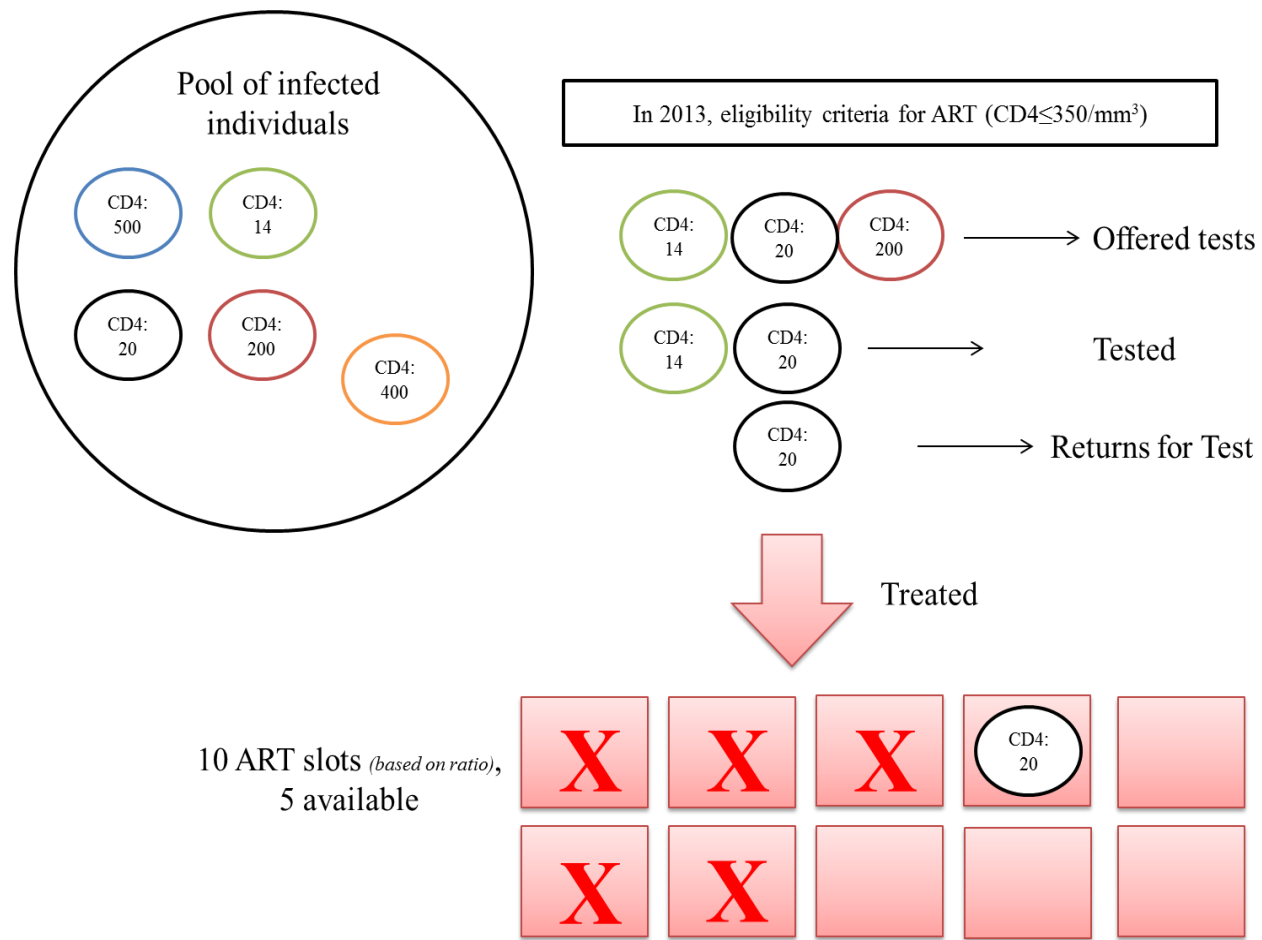 Pool of infected
individuals
CD4:
500
CD4:
14
CD4:
20
CD4:
200
CD4:
400
In 2013, eligibility criteria for ART (CD4≤350/mm³)
CD4:
14
CD4:
20
CD4:
200
Offered tests
CD4:
14
CD4:
20
Tested
CD4:
20
Returns for Test
Treated
10 ART slots (based on ratio),
5 available
X X X
CD4:
20
X X